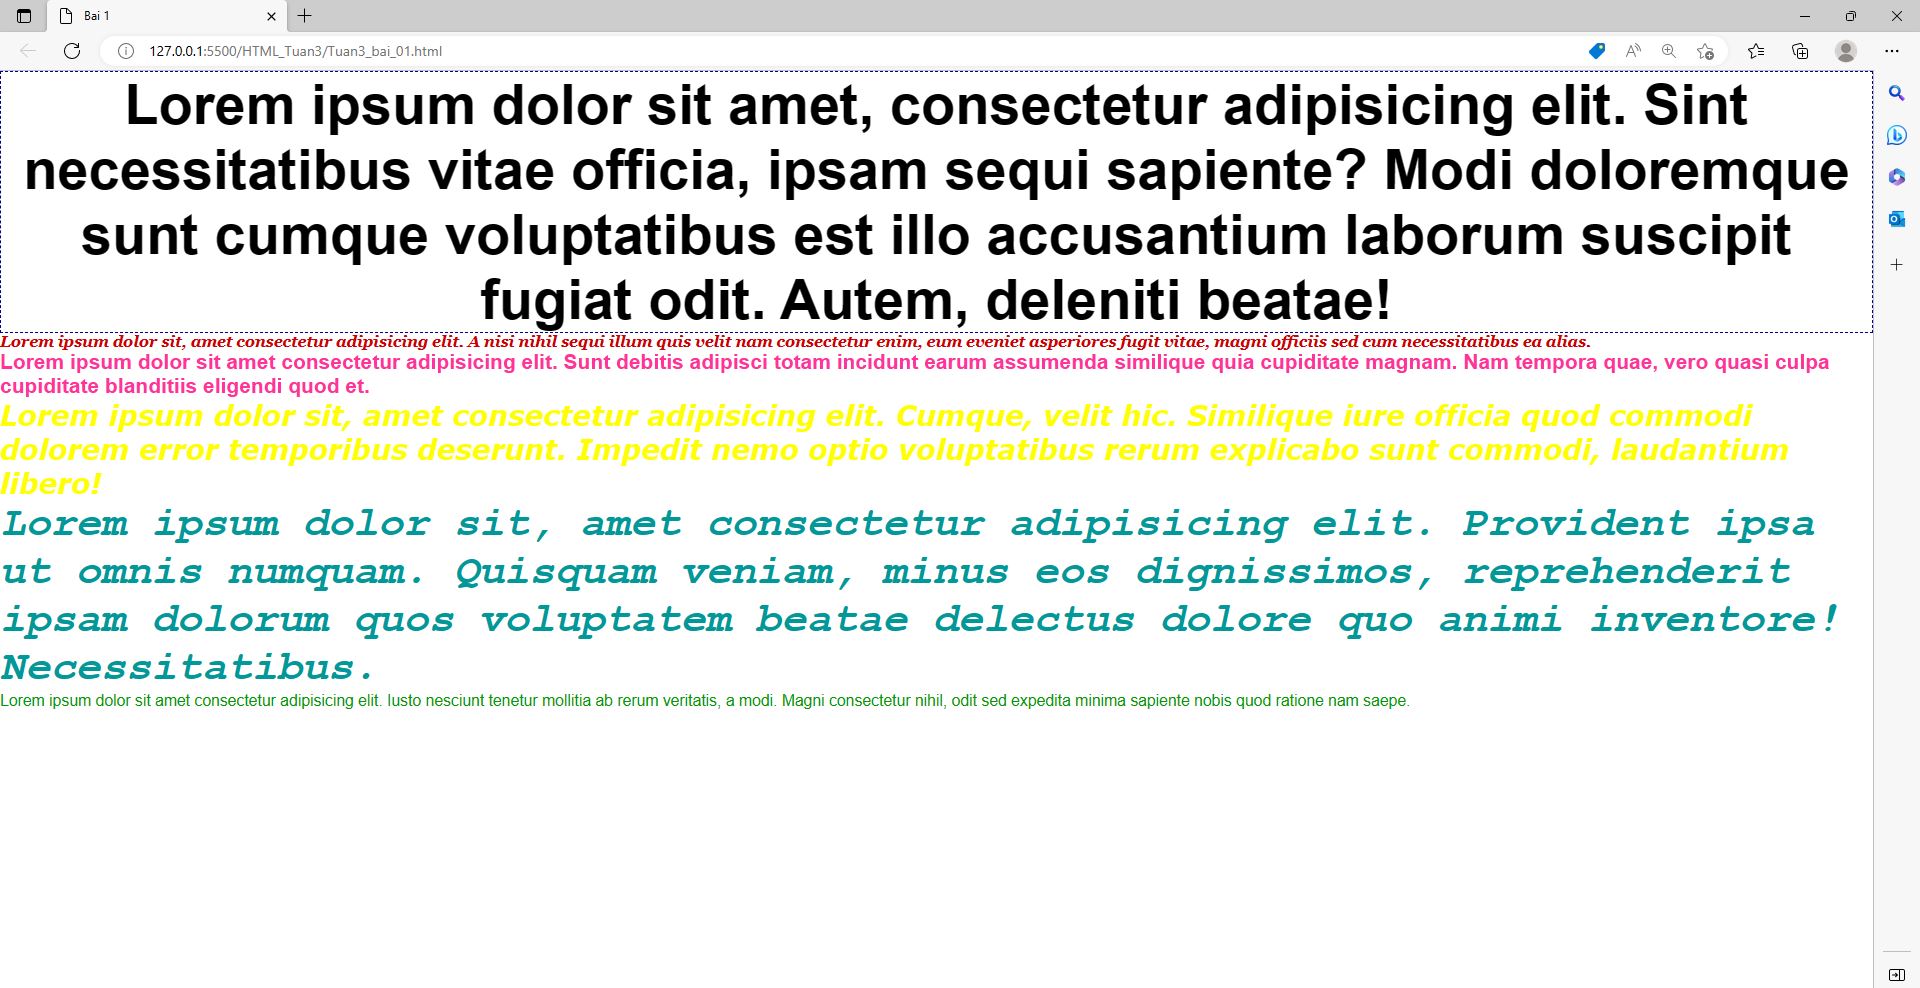 Bai 1
127.0.0.1:5500/HTML_Tuan3/Tuan3_bai_01.html
Lorem ipsum dolor sit amet, consectetur adipisicing elit. Sint
necessitatibus vitae officia, ipsam sequi sapiente? Modi doloremque
sunt cumque voluptatibus est illo accusantium laborum suscipit
fugiat odit. Autem, deleniti beatae!
Lorem ipsum dolor sit, amet consectetur adipisicing elit. A nisi nihil sequi illum quis velit nam consectetur enim, eum eveniet asperiores fugit vitae, magni officiis sed cum necessitatibus ea alias.
Lorem ipsum dolor sit amet consectetur adipisicing elit. Sunt debitis adipisci totam incidunt earum assumenda similique quia cupiditate magnam. Nam tempora quae, vero quasi culpa
cupiditate blanditiis eligendi quod et.
Lorem ipsum dolor sit, amet consectetur adipisicing elit. Cumque, velit hic. Similique iure officia quod commodi
dolorem error temporibus deserunt. Impedit nemo optio voluptatibus rerum explicabo sunt commodi, laudantium
libero!
Lorem ipsum dolor sit, amet consectetur adipisicing elit. Provident ipsa
ut omnis numquam. Quisquam veniam, minus eos dignissimos, reprehenderit
ipsam dolorum quos voluptatem beatae delectus dolore quo animi inventore!
Necessitatibus.
Lorem ipsum dolor sit amet consectetur adipisicing elit. Iusto nesciunt tenetur mollitia ab rerum veritatis, a modi. Magni consectetur nihil, odit sed expedita minima sapiente nobis quod ratione nam saepe.